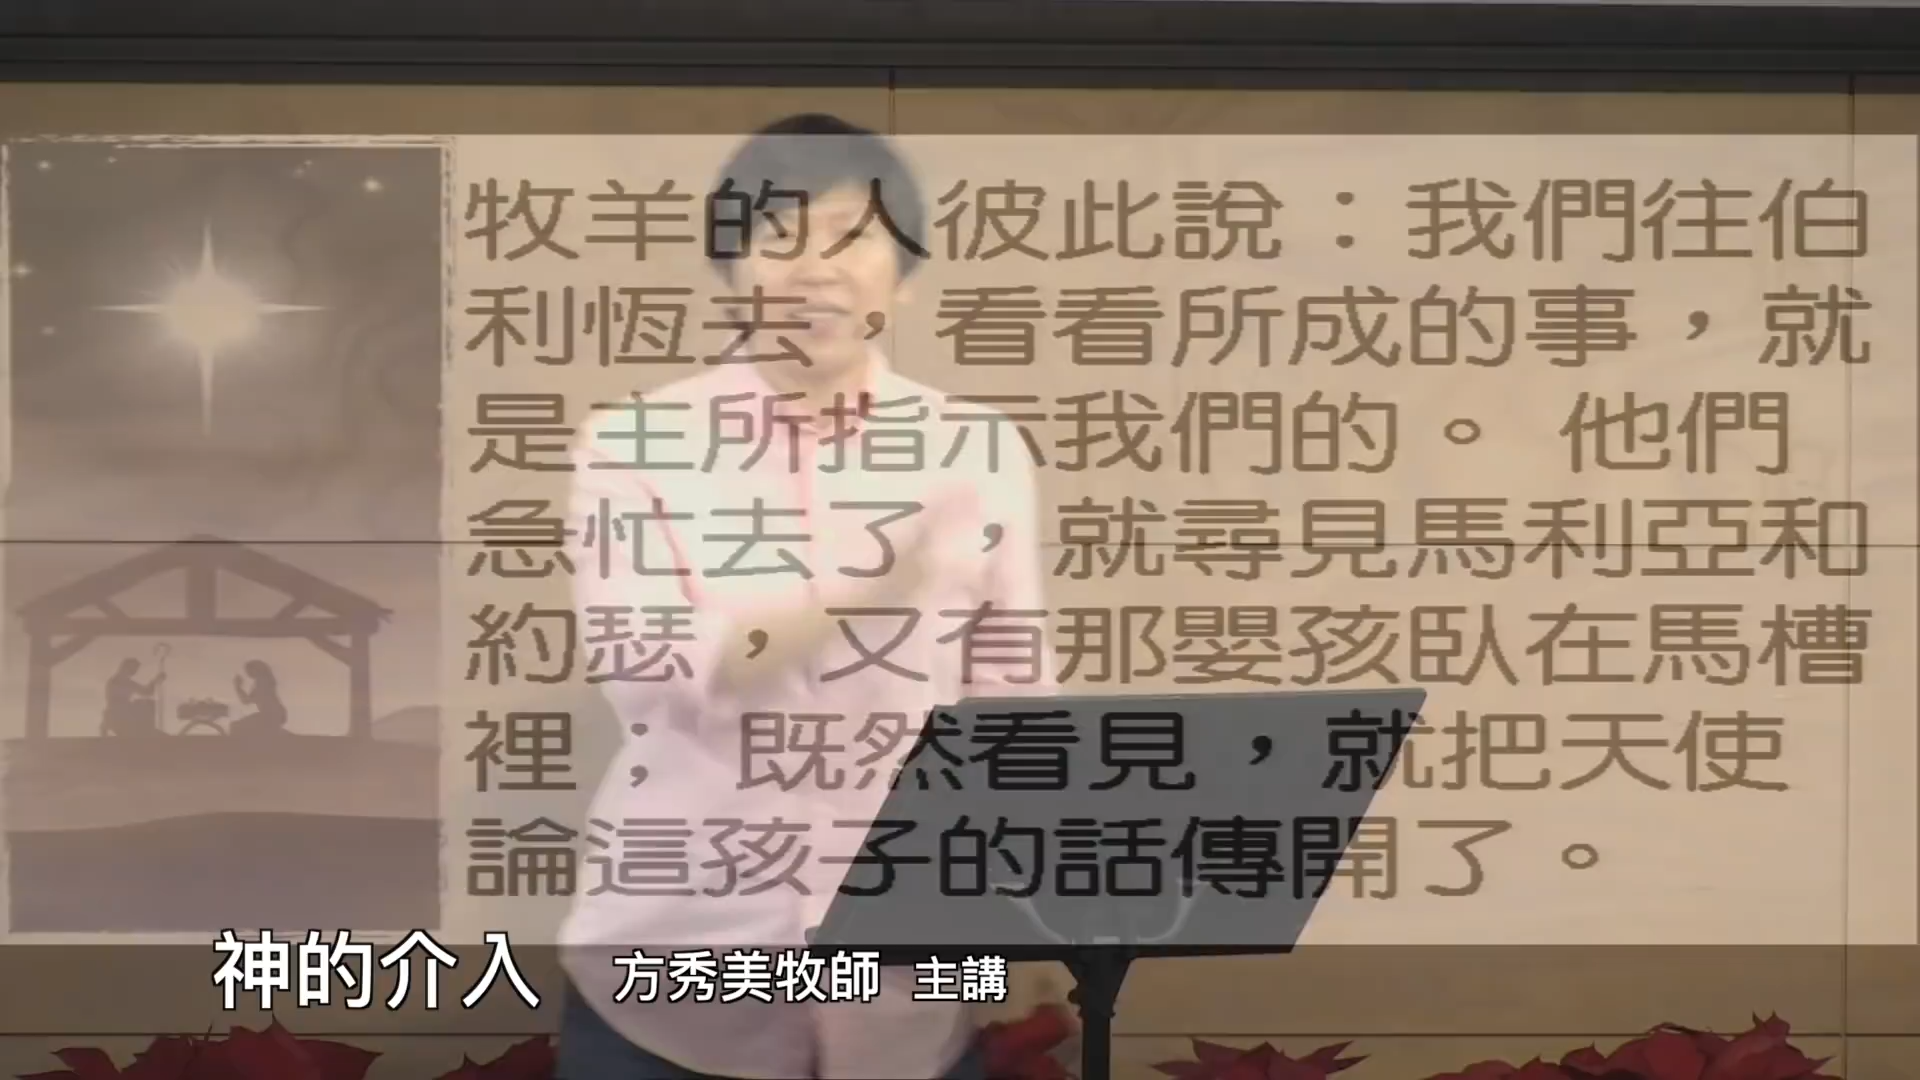 牧羊的人彼此說：我們往伯
利恆去，看看所成的事，就
是主所指示我們的。 他們
急忙去了，就尋見馬利亞和
約瑟，又有那嬰孩臥在馬槽
裡； 既然看見，就把天使
論這孩子的話傳開了。
神的介入 方秀美牧師 主講